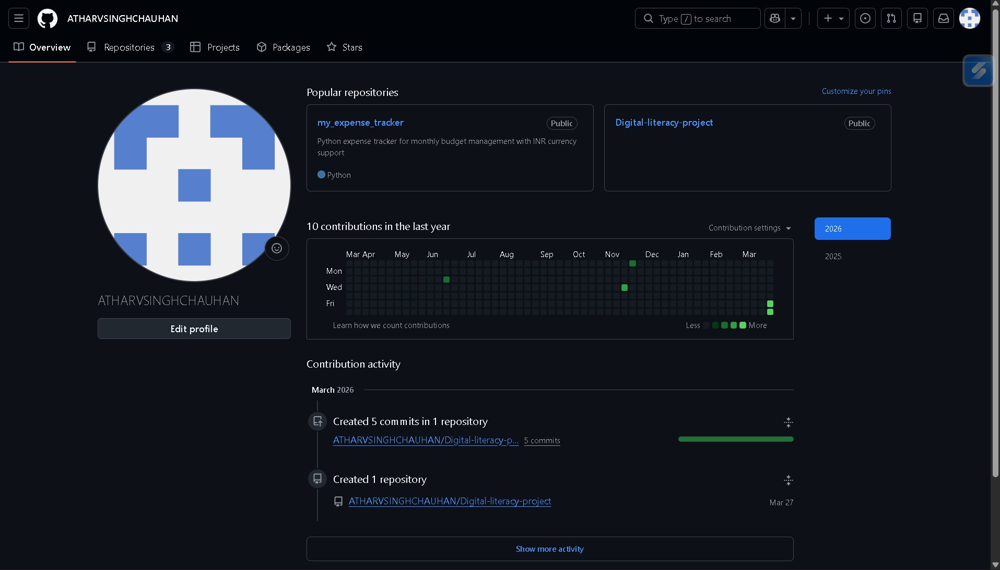 ATHARVSINGHCHAUHAN
Type / to search
Overview
Repositories 3
Projects
Packages
Stars
ATHARVSINGHCHAUHAN
Edit profile
Popular repositories
Customize your pins
my_expense_tracker
Public
Python expense tracker for monthly budget management with INR currency
support
Python
Digital-literacy-project
Public
10 contributions in the last year
Contribution settings
2026
2025
Mar Apr May Jun Jul Aug Sep Oct Nov Dec Jan Feb Mar
Mon
Wed
Fri
Learn how we count contributions
Less More
Contribution activity
March 2026
Created 5 commits in 1 repository
ATHARVSINGHCHAUHAN/Digital-literacy-p... 5 commits
Created 1 repository
ATHARVSINGHCHAUHAN/Digital-literacy-project
Mar 27
Show more activity